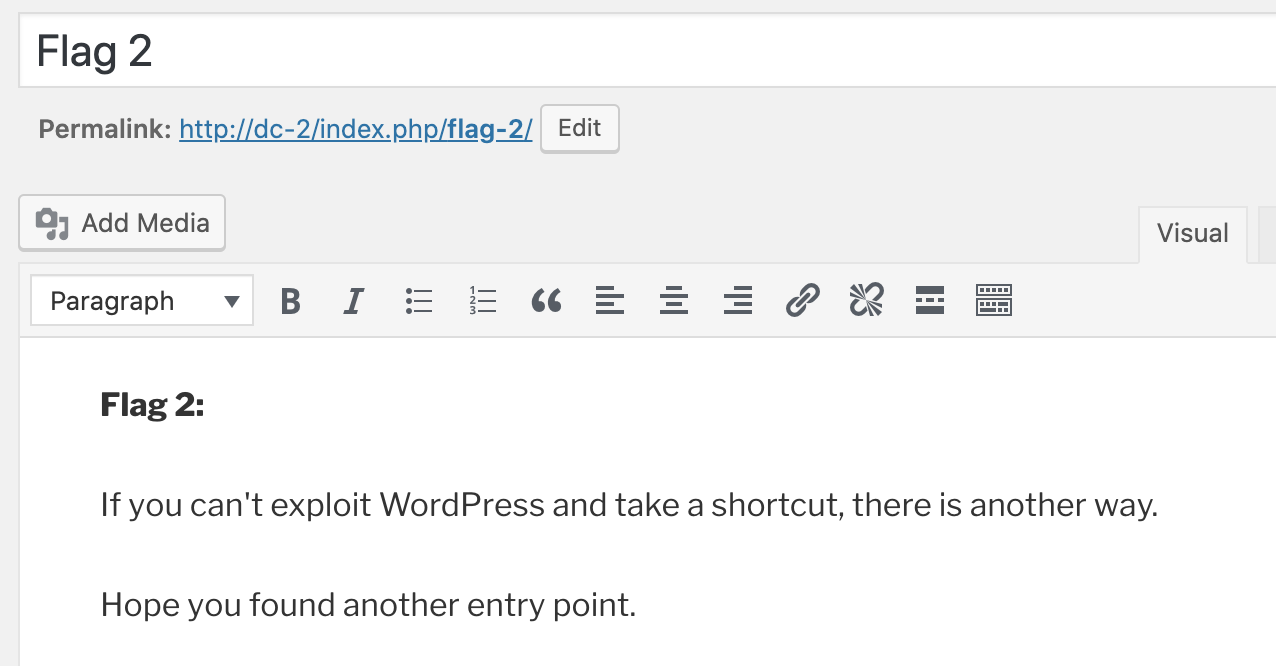 Flag 2
Permalink: http://dc-2/index.php/flag-2/ Edit
Add Media
Visual
Paragraph
Flag 2:
If you can't exploit WordPress and take a shortcut, there is another way.
Hope you found another entry point.